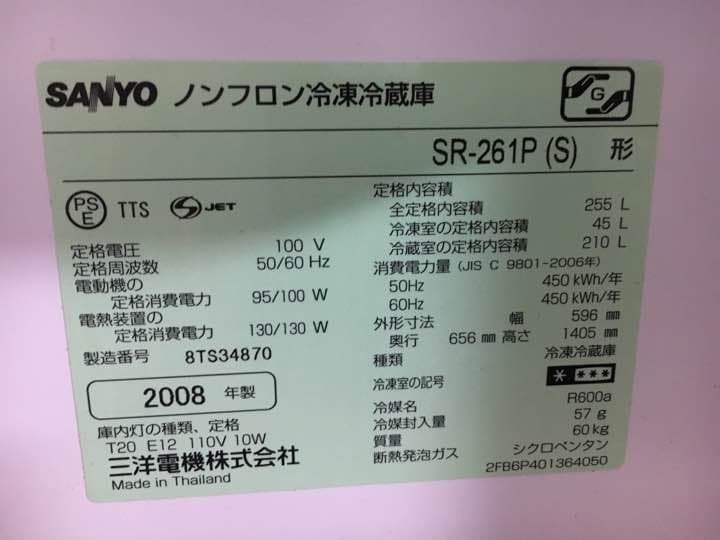 SANYO ノンフロン冷凍冷蔵庫
G
SR-261P (S) 形
PS E TTS S JET
定格電圧 100 V
定格周波数 50/60 Hz
電動機の
定格消費電力 95/100 W
電熱装置の
定格消費電力 130/130 W
製造番号 8TS34870
2008 年製
庫内灯の種類、定格
T20 E12 110V 10W
三洋電機株式会社
Made in Thailand
定格内容積
全定格内容積 255 L
冷凍室の定格内容積 45 L
冷蔵室の定格内容積 210 L
消費電力量 (JIS C 9801-2006年)
50Hz 450 kWh/年
60Hz 450 kWh/年
外形寸法 幅 596 mm
奥行 656 mm 高さ 1405 mm
種類 冷凍冷蔵庫
冷凍室の記号 * ***
冷媒名 R600a
冷媒封入量 57 g
質量 60 kg
断熱発泡ガス シクロペンタン
2FB6P401364050